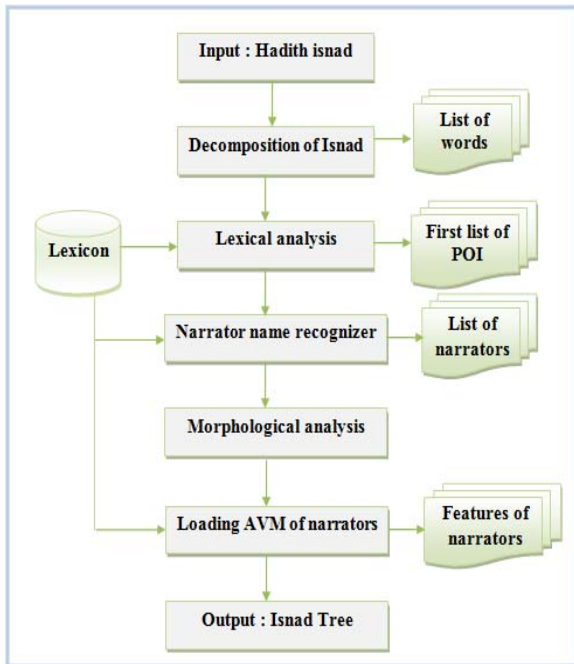 Input : Hadith isnad
Decomposition of Isnad
List of
words
Lexicon
Lexical analysis
First list of
POI
Narrator name recognizer
List of
narrators
Morphological analysis
Loading AVM of narrators
Features of
narrators
Output : Isnad Tree